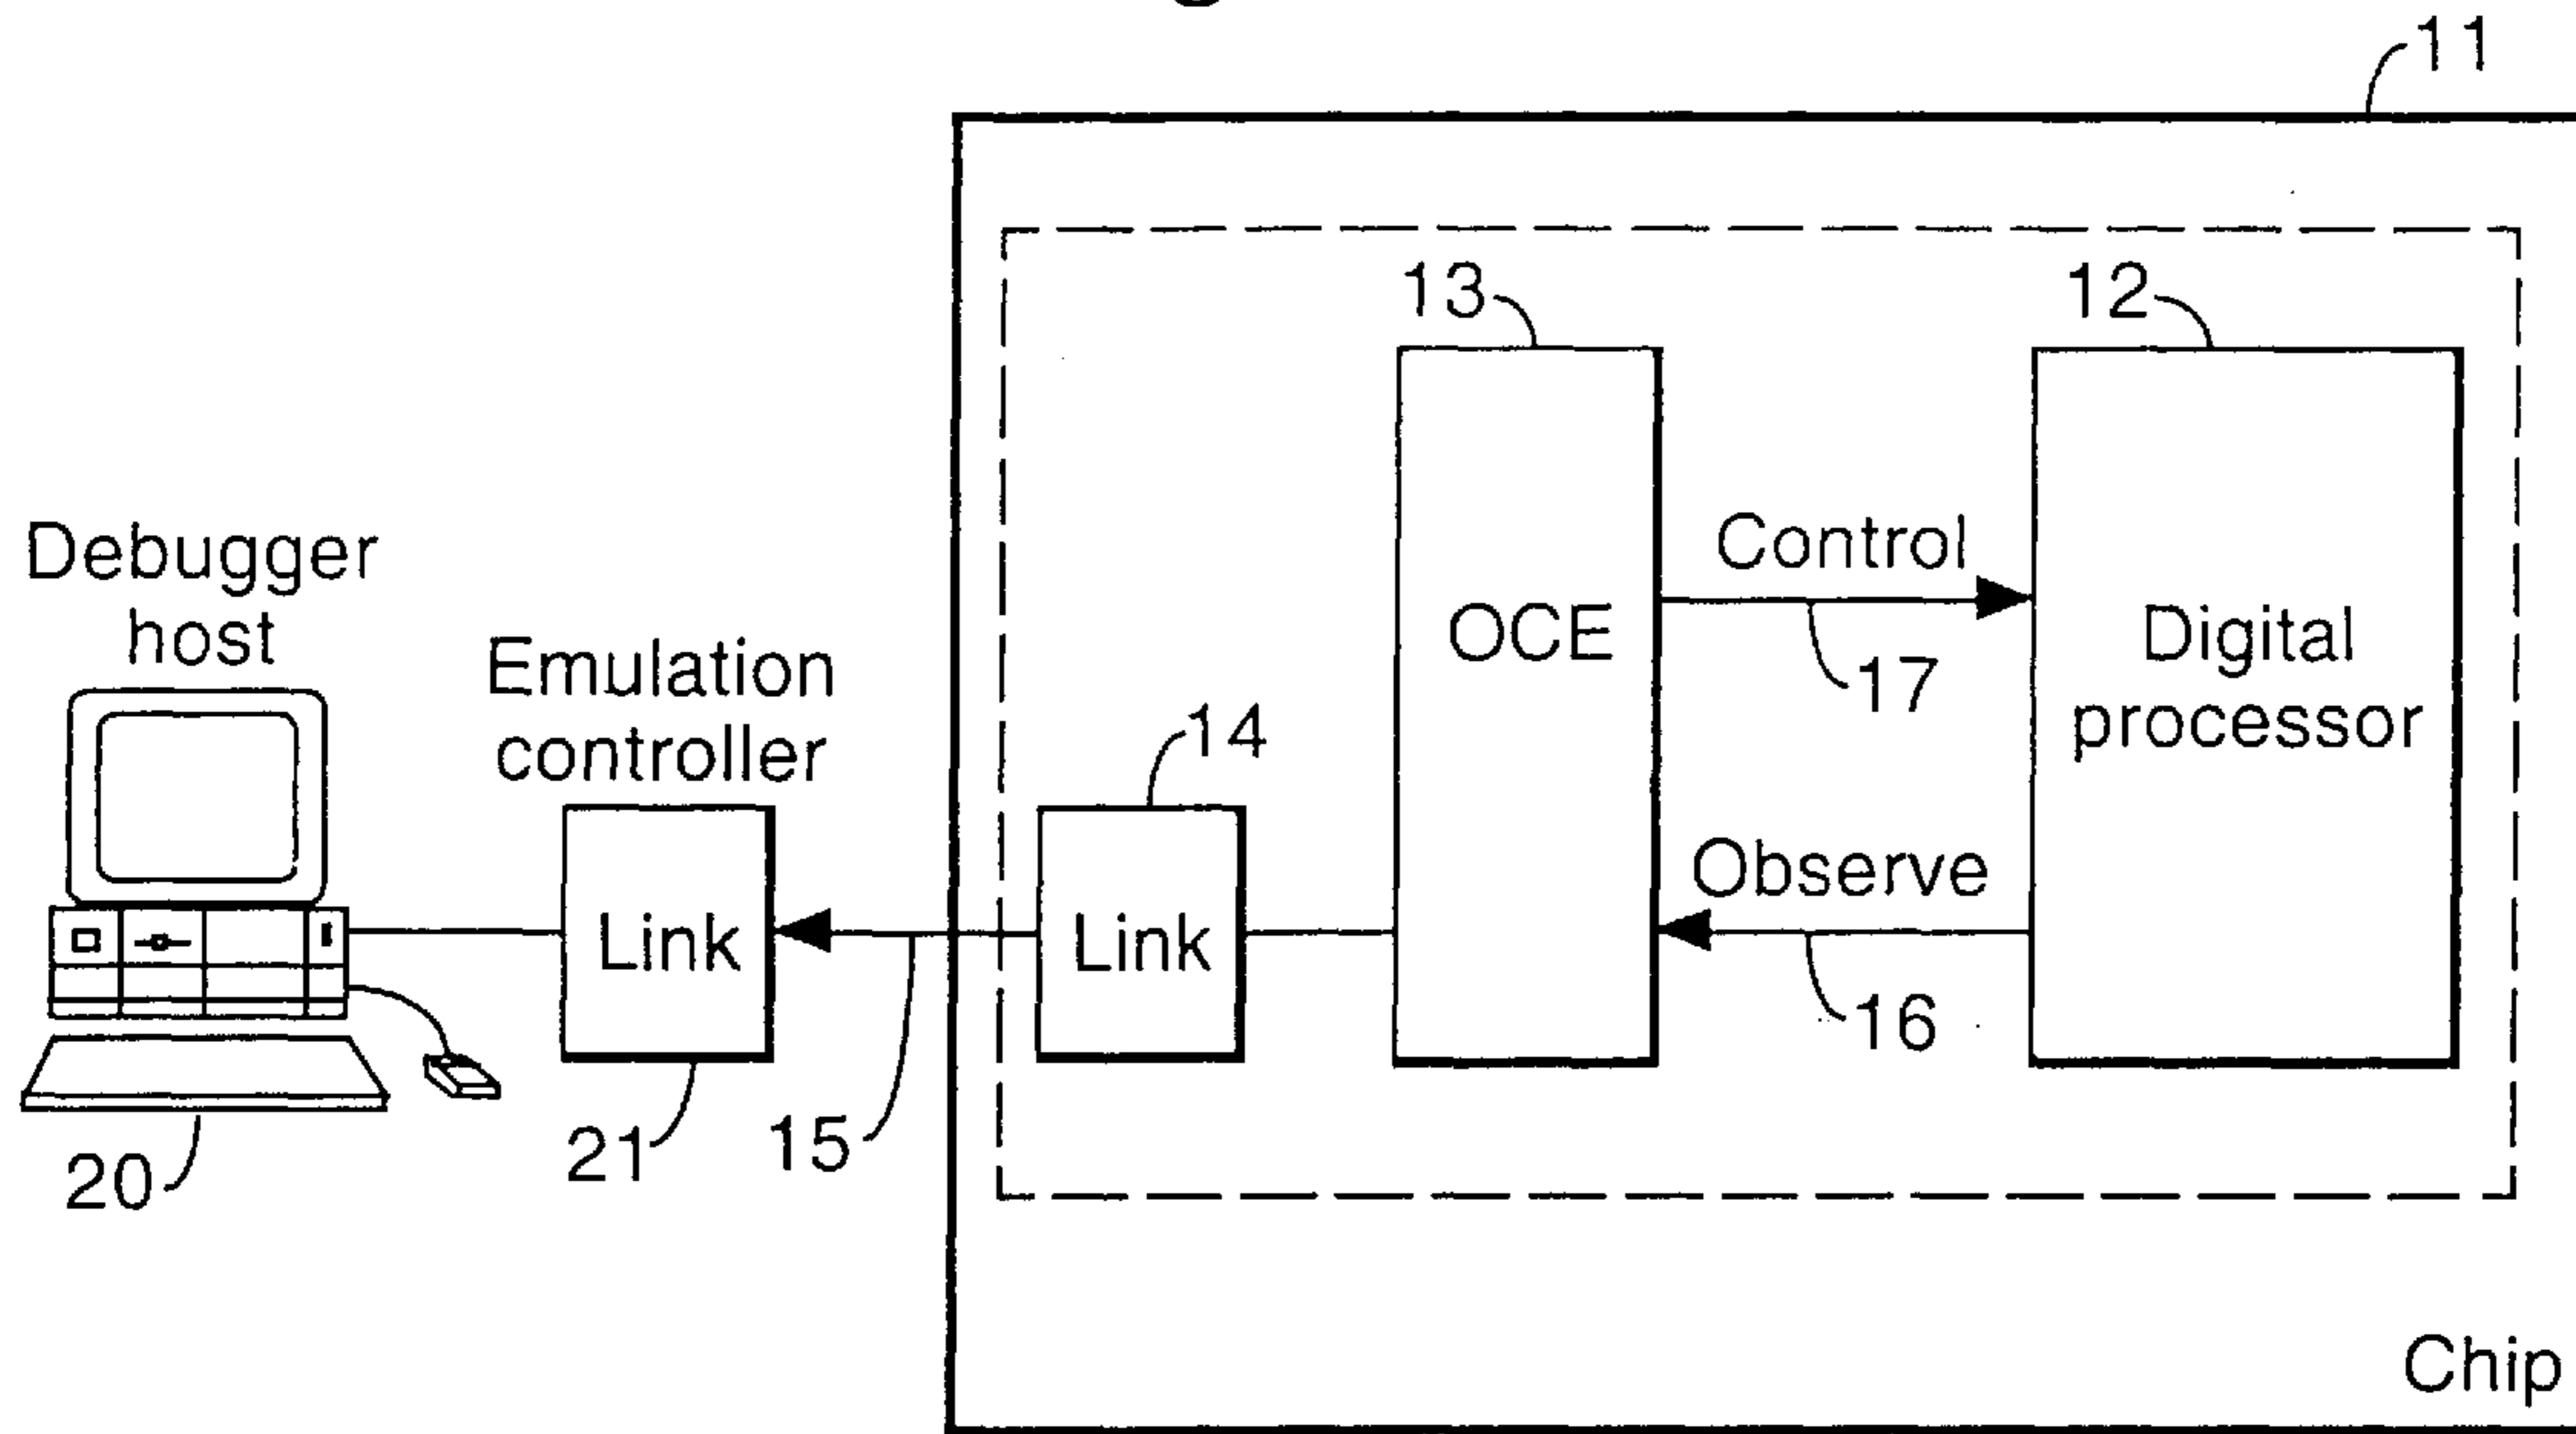 11
13
12
Debugger
host
Control
OCE
Digital
processor
17
Emulation
controller
14
Observe
Link
Link
16
15
21
20
Chip